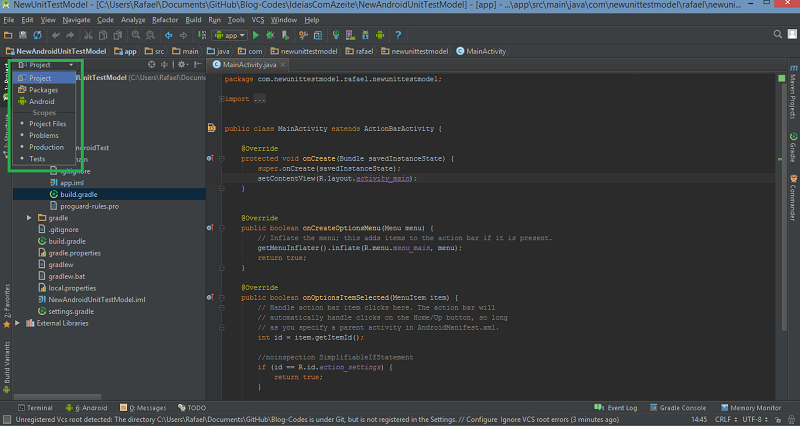 NewUnitTestModel - [C:\Users\Rafael\Documents\GitHub\Blog-Codes\IdeiasComAzeite\NewAndroidUnitTestModel] - [app] - ...\app\src\main\java\com\newunittestmodel\rafael\newuni
File Edit View Navigate Code Analyze Refactor Build Run Tools VCS Window Help
app
NewAndroidUnitTestModel app src main java com newunittestmodel rafael newunittestmodel MainActivity
Project
MainActivity.java
Project
UnitTestModel (C:\Users\Rafael\Docume
Packages
Android
Scopes
Project Files
Problems
Production
Tests
ndroidTest
main
.gitignore
app.iml
build.gradle
proguard-rules.pro
gradle
.gitignore
build.gradle
gradle.properties
gradlew
gradlew.bat
local.properties
NewAndroidUnitTestModel.iml
settings.gradle
External Libraries
package com.newunittestmodel.rafael.newunittestmodel;
import ...
public class MainActivity extends ActionBarActivity {
@Override
protected void onCreate(Bundle savedInstanceState) {
super.onCreate(savedInstanceState);
setContentView(R.layout.activity_main);
}
@Override
public boolean onCreateOptionsMenu(Menu menu) {
// Inflate the menu; this adds items to the action bar if it is present.
getMenuInflater().inflate(R.menu.menu_main, menu);
return true;
}
@Override
public boolean onOptionsItemSelected(MenuItem item) {
// Handle action bar item clicks here. The action bar will
// automatically handle clicks on the Home/Up button, so long
// as you specify a parent activity in AndroidManifest.xml.
int id = item.getItemId();
//noinspection SimplifiableIfStatement
if (id == R.id.action_settings) {
return true;
}
Maven Projects
Gradle
Commander
2: Favorites
Build Variants
Terminal 6: Android 0: Messages TODO Event Log Gradle Console Memory Monitor
Unregistered Vcs root detected: The directory C:\Users\Rafael\Documents\GitHub\Blog-Codes is under Git, but is not registered in the Settings. // Configure Ignore VCS root errors (3 minutes ago) 14:45 CRLF UTF-8